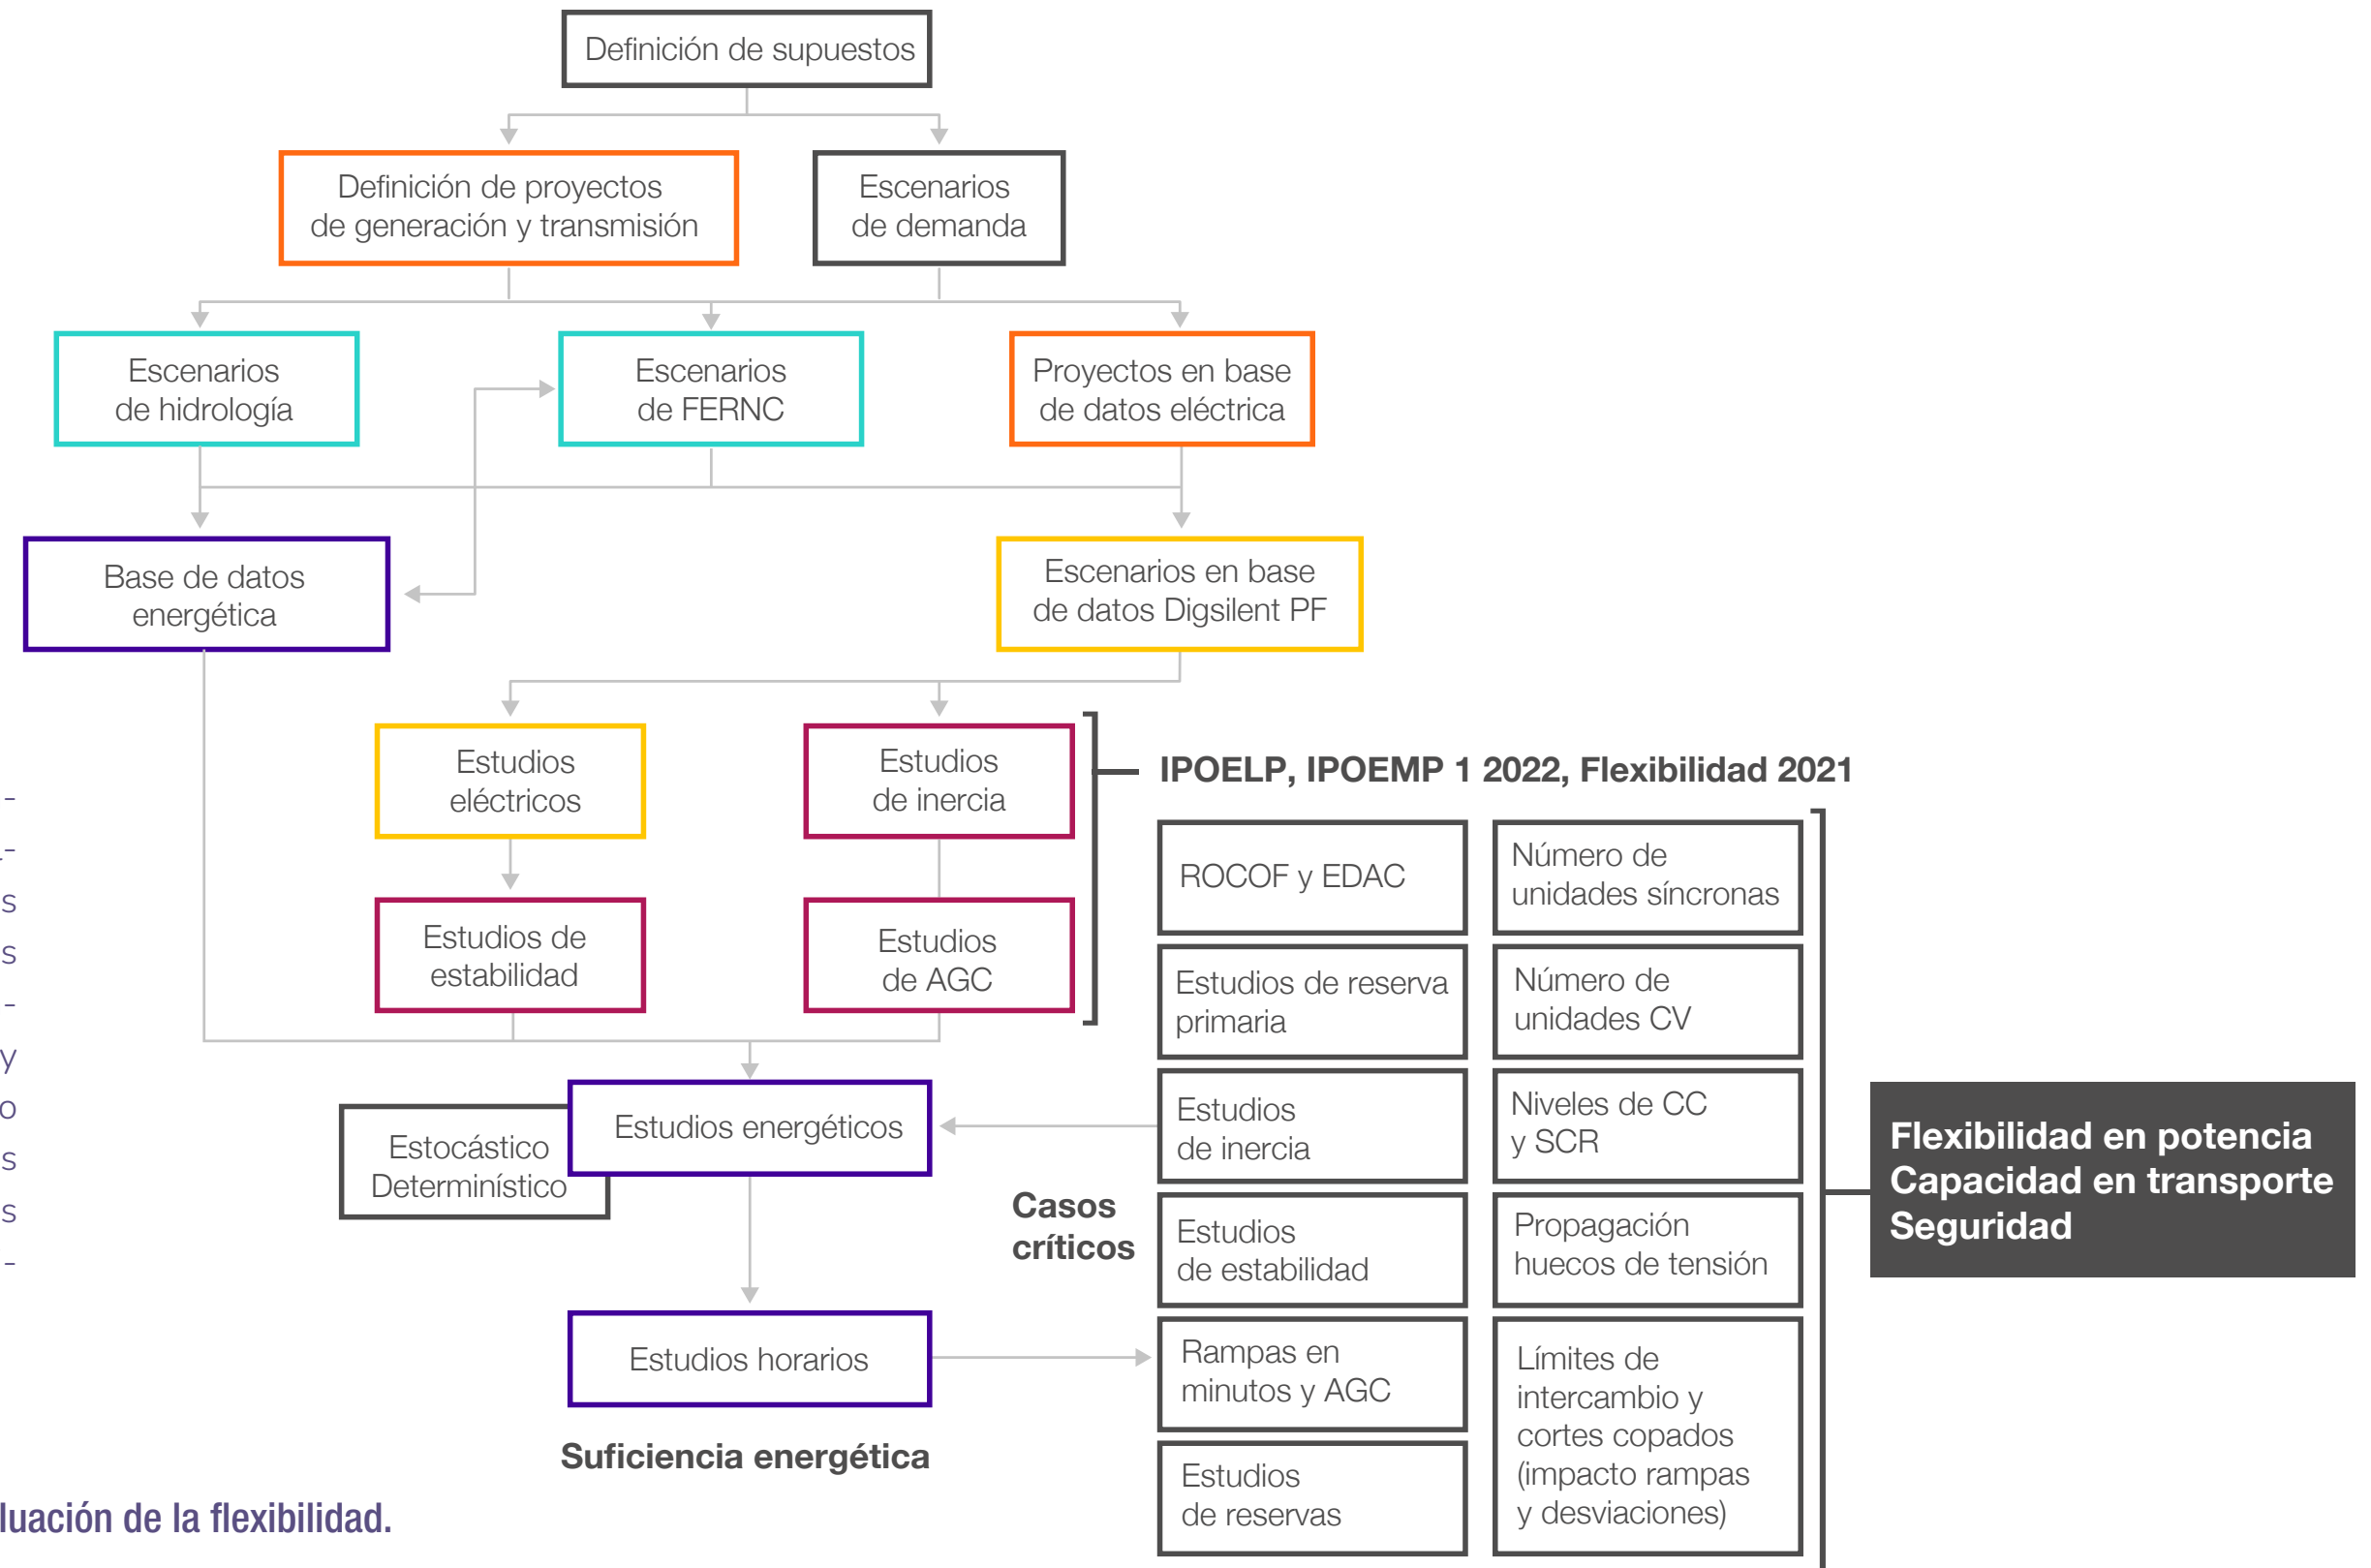 Definición de supuestos
Definición de proyectos
de generación y transmisión
Escenarios
de demanda
Escenarios
de hidrología
Escenarios
de FERNC
Proyectos en base
de datos eléctrica
Base de datos
energética
Escenarios en base
de datos Digsilent PF
Estudios
eléctricos
Estudios
de inercia
IPOELP, IPOEMP 1 2022, Flexibilidad 2021
Estudios de
estabilidad
Estudios
de AGC
ROCOF y EDAC
Número de
unidades síncronas
Estudios de reserva
primaria
Número de
unidades CV
Estudios energéticos
Estocástico
Determinístico
Estudios
de inercia
Niveles de CC
y SCR
Casos
críticos
Estudios
de estabilidad
Propagación
huecos de tensión
Flexibilidad en potencia
Capacidad en transporte
Seguridad
Estudios horarios
Rampas en
minutos y AGC
Límites de
intercambio y
cortes copados
(impacto rampas
y desviaciones)
Suficiencia energética
Estudios
de reservas
-
-
s
s
-
y
o
s
s
-
luación de la flexibilidad.